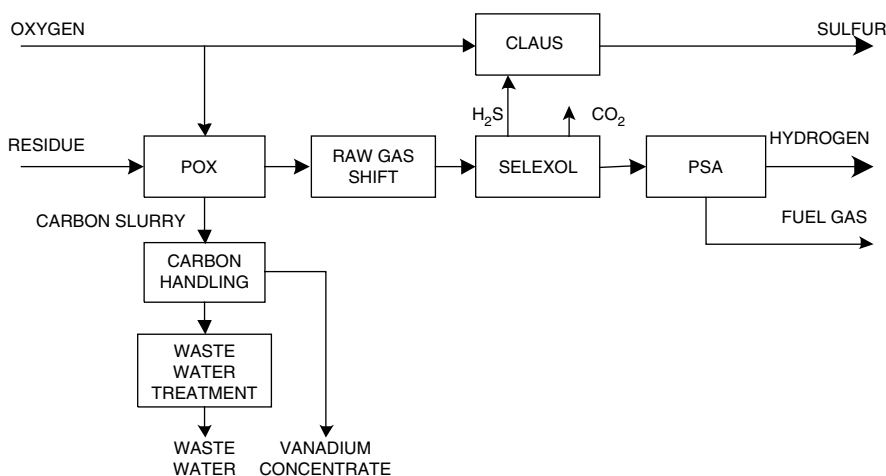 OXYGEN
CLAUS
SULFUR
H2S
CO2
RESIDUE
POX
RAW GAS
SHIFT
SELEXOL
PSA
HYDROGEN
FUEL GAS
CARBON SLURRY
CARBON
HANDLING
WASTE
WATER
TREATMENT
WASTE
WATER
VANADIUM
CONCENTRATE